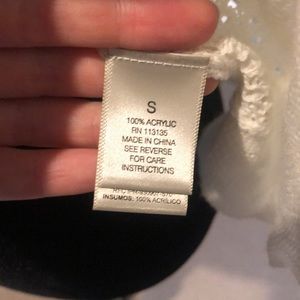 S
100% ACRYLIC
RN 113135
MADE IN CHINA
SEE REVERSE
FOR CARE
INSTRUCTIONS
INSUMOS: 100% ACRILICO